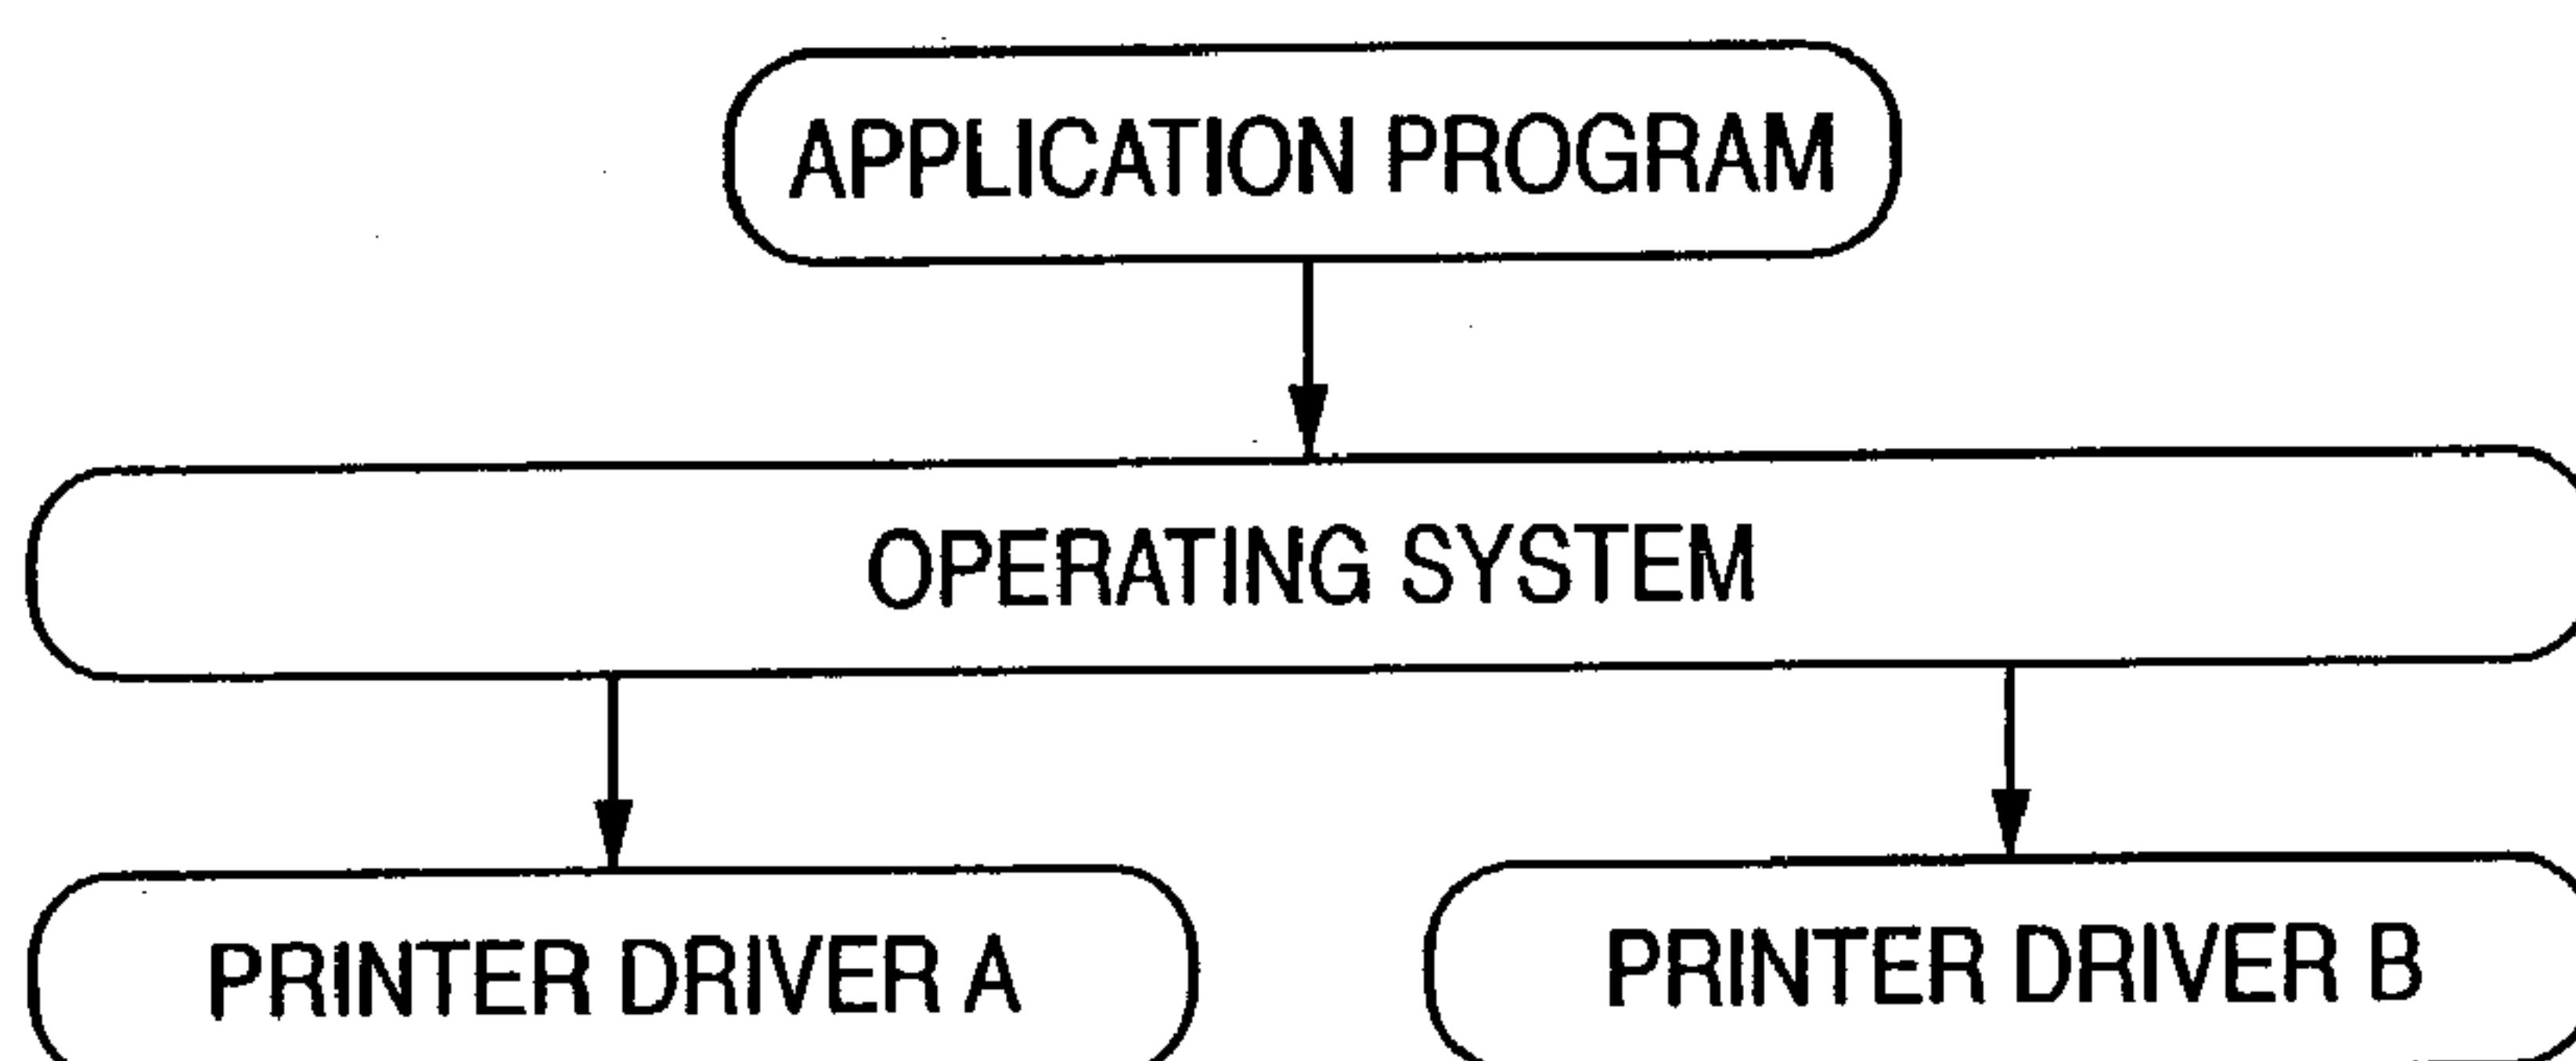 APPLICATION PROGRAM
OPERATING SYSTEM
PRINTER DRIVER A
PRINTER DRIVER B